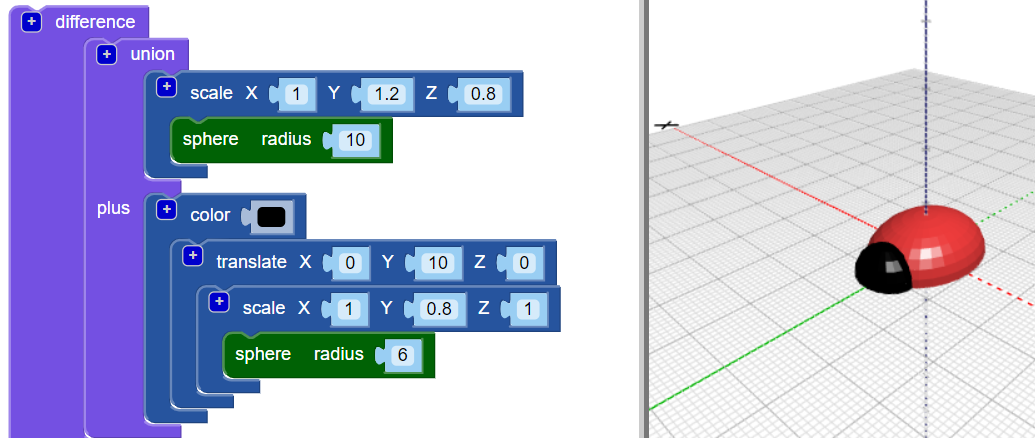 + difference
+ union
+ scale X 1 Y 1.2 Z 0.8
sphere radius 10
plus + color
+ translate X 0 Y 10 Z 0
+ scale X 1 Y 0.8 Z 1
sphere radius 6